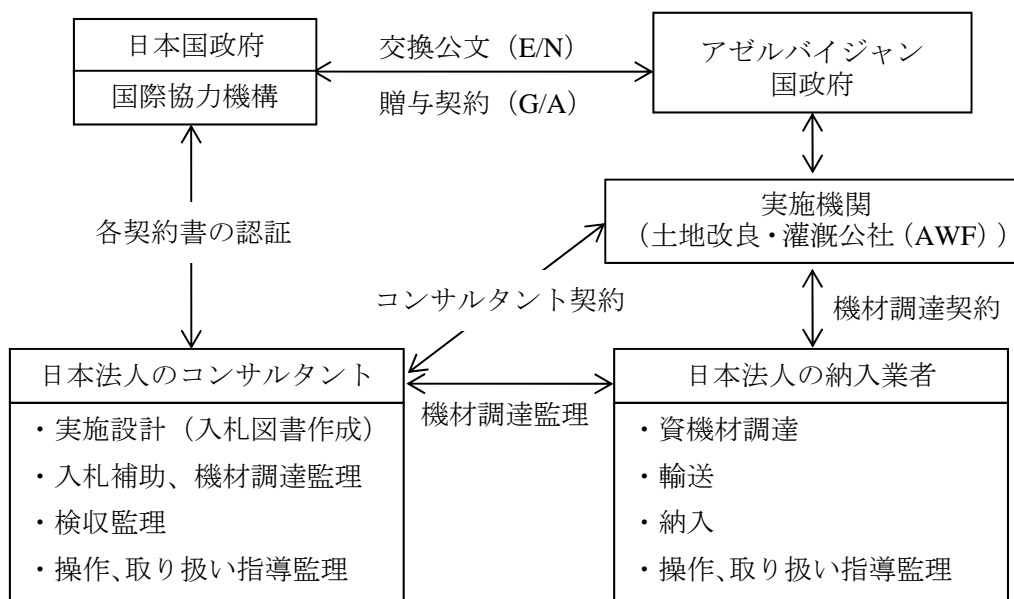 日本国政府
国際協力機構
交換公文（E/N）
贈与契約（G/A）
アゼルバイジャン
国政府
実施機関
（土地改良・灌漑公社（AWF））
各契約書の認証
コンサルタント契約
機材調達契約
日本法人のコンサルタント
・実施設計（入札図書作成）
・入札補助、機材調達監理
・検収監理
・操作、取り扱い指導監理
機材調達監理
日本法人の納入業者
・資機材調達
・輸送
・納入
・操作、取り扱い指導監理